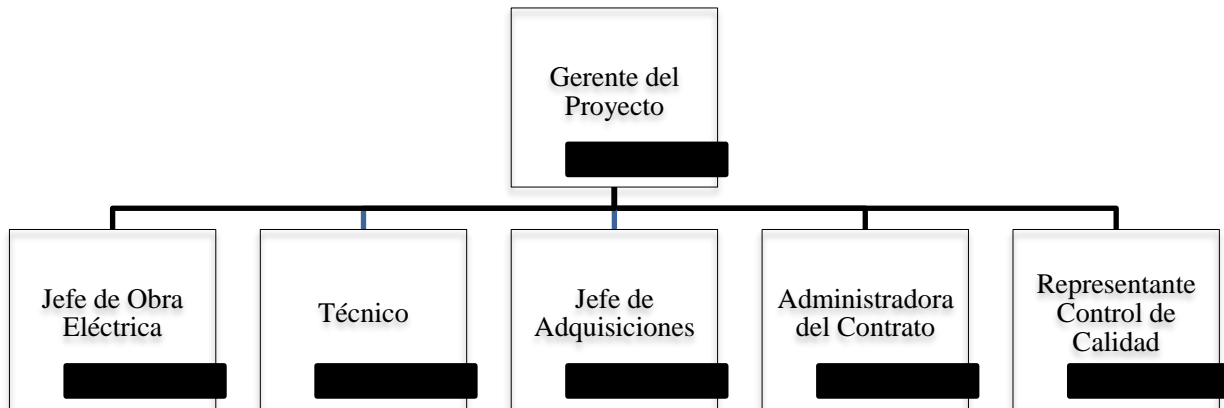 Gerente del
Proyecto
Jefe de Obra
Eléctrica
Técnico
Jefe de
Adquisiciones
Administradora
del Contrato
Representante
Control de
Calidad